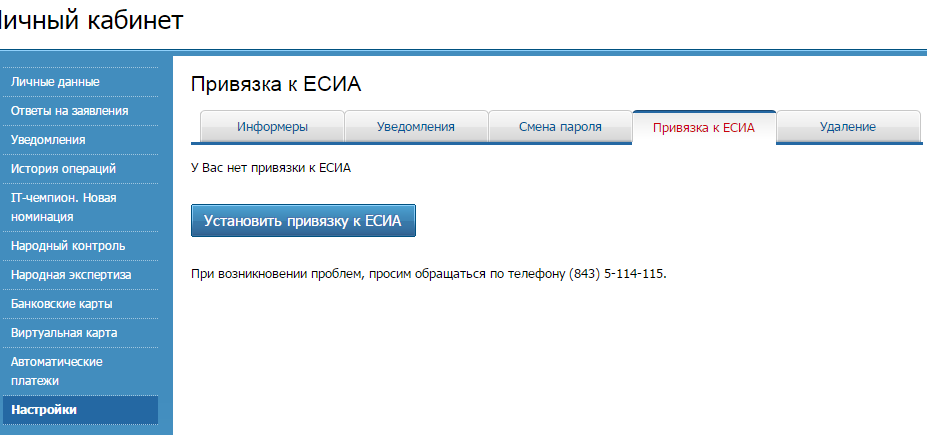 ичный кабинет
Личные данные
Ответы на заявления
Уведомления
История операций
IT-чемпион. Новая
номинация
Народный контроль
Народная экспертиза
Банковские карты
Виртуальная карта
Автоматические
платежи
Настройки
Привязка к ЕСИА
Информеры
Уведомления
Смена пароля
Привязка к ЕСИА
Удаление
У Вас нет привязки к ЕСИА
Установить привязку к ЕСИА
При возникновении проблем, просим обращаться по телефону (843) 5-114-115.